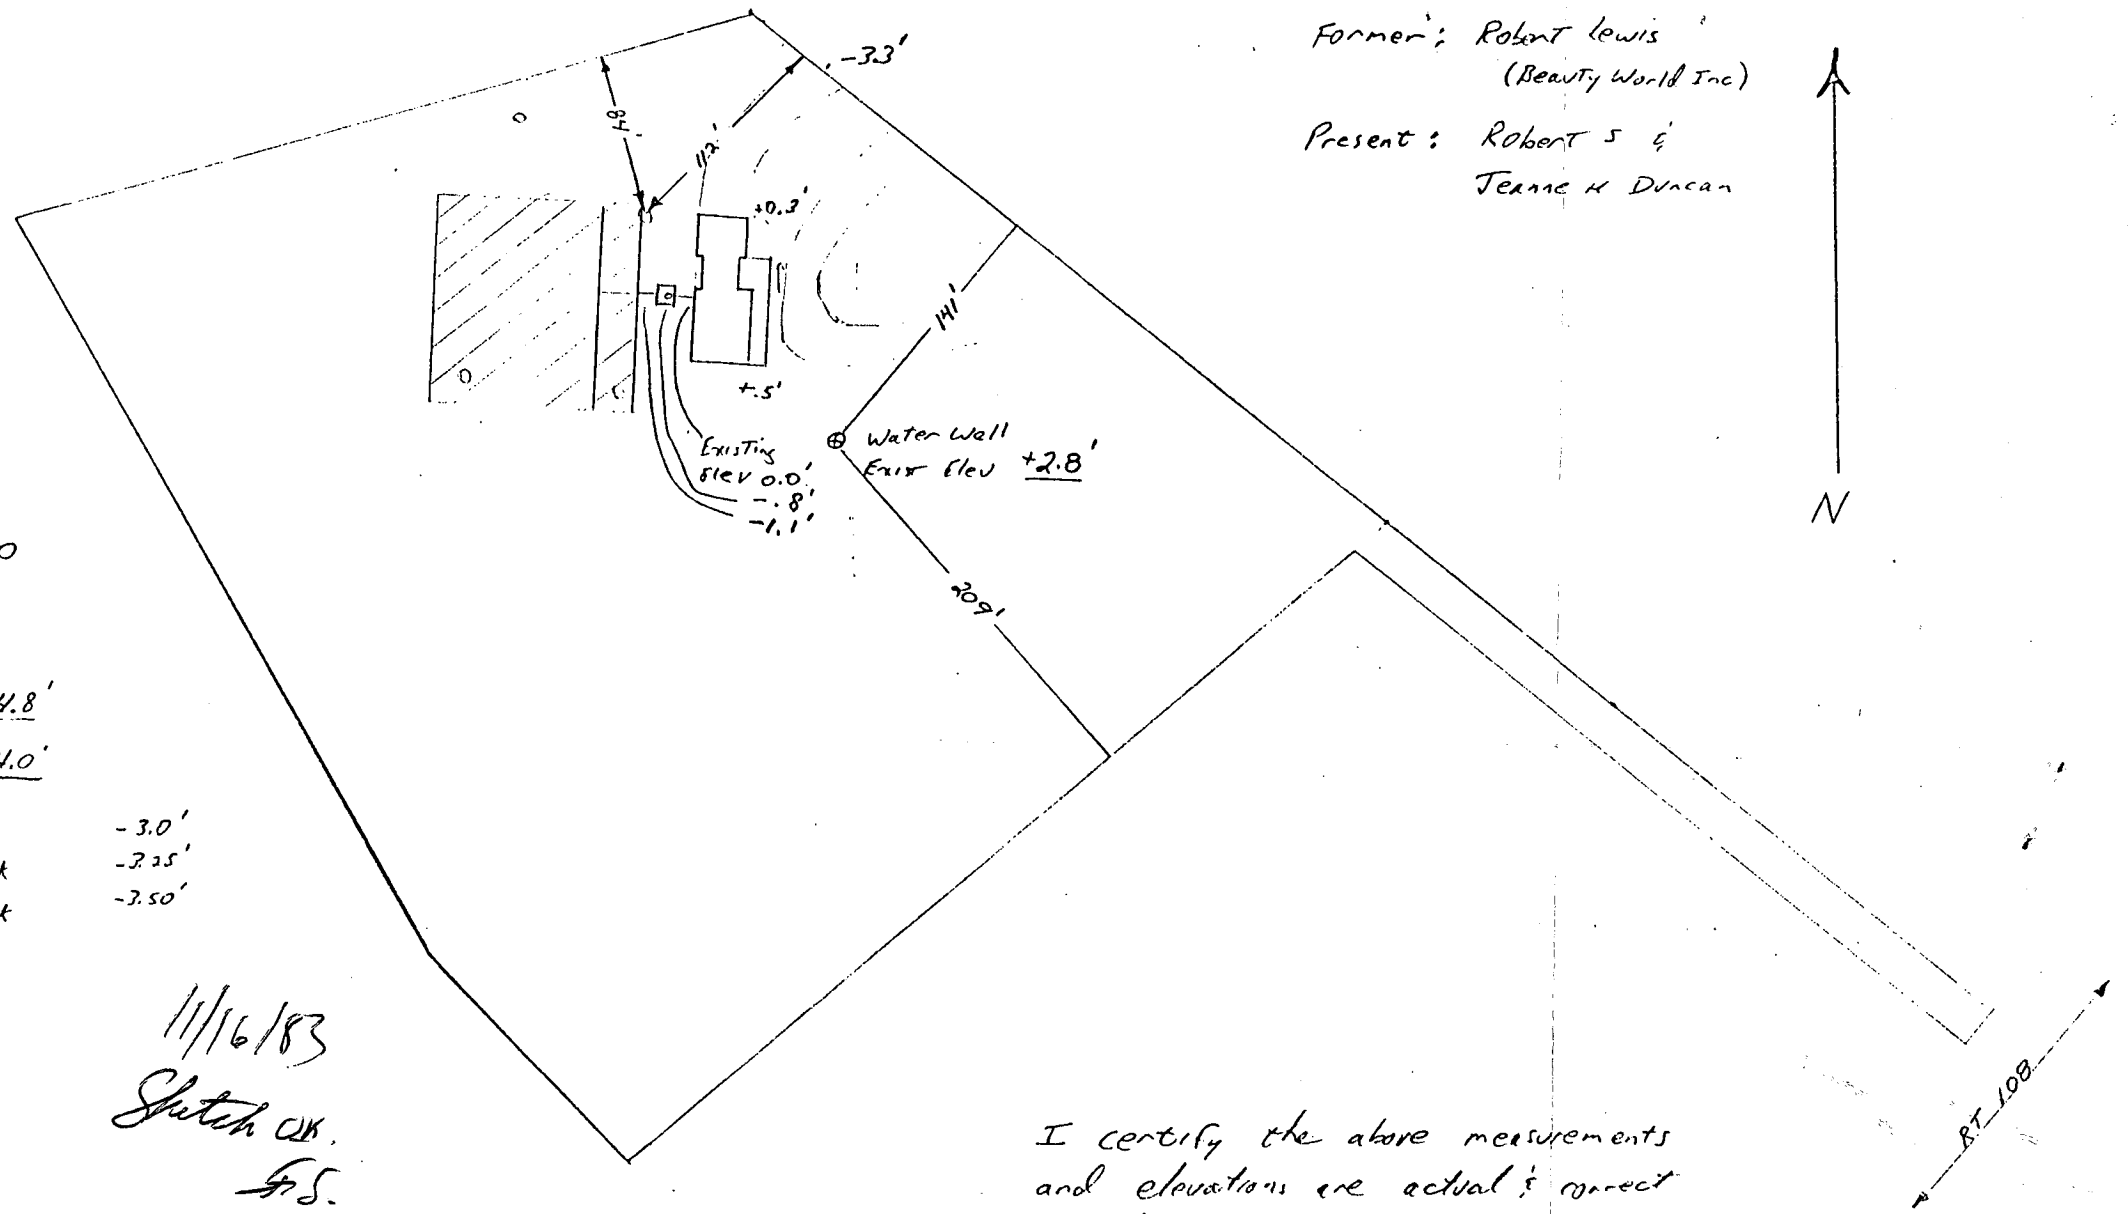 Former: Robert Lewis
(Beauty World Inc)
Present: Robert S &
Jeanne H Duncan
N
-3.3'
84'
112'
+0.3'
141'
+.5'
Existing
Elev 0.0'
-.8'
-1.1'
Water Well
Exist Elev +2.8'
209'
4.8'
4.0'
-3.0'
-3.25'
-3.50'
11/16/83
Sketch OK.
RT 108
I certify the above measurements
and elevations are actual & correct